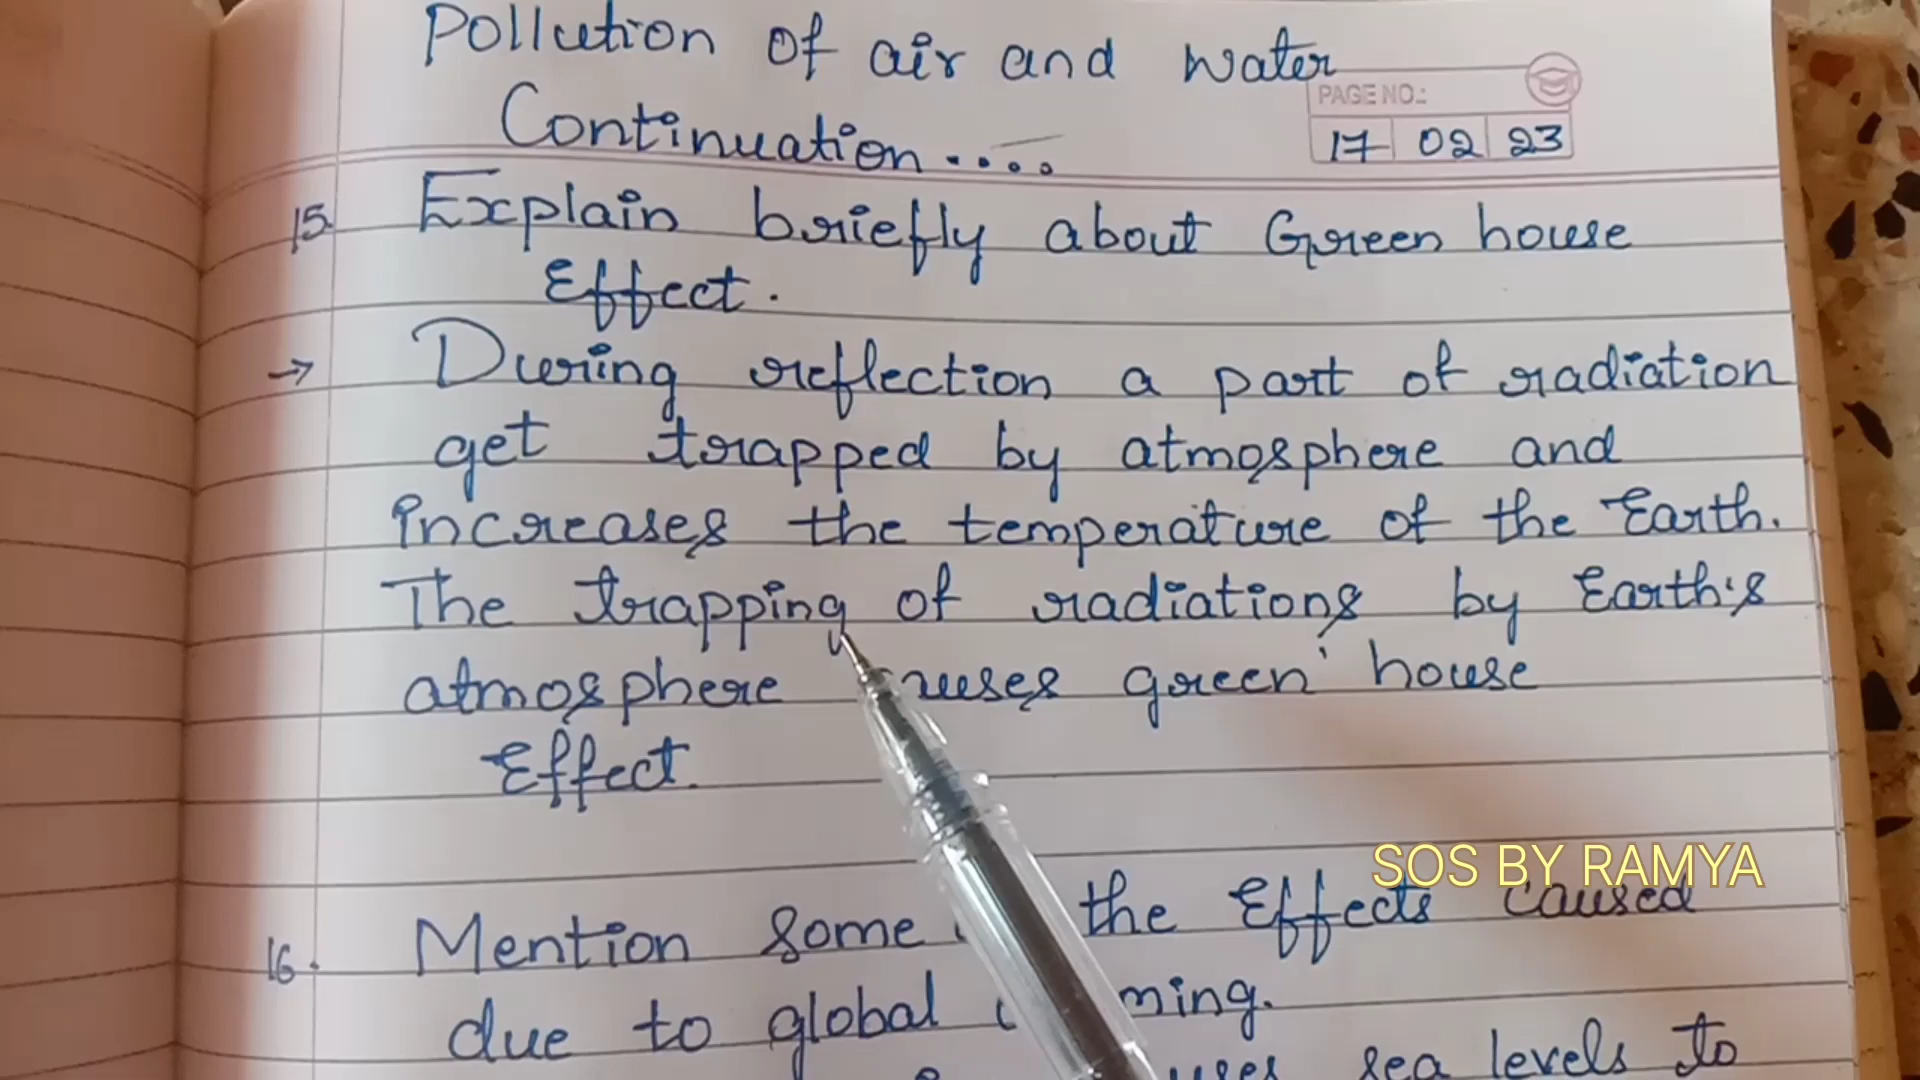 Pollution of air and water
Continuation....
PAGE NO.:
17 02 23
15. Explain briefly about Green house
Effect.
→ During reflection a part of radiation
get trapped by atmosphere and
increases the temperature of the Earth.
The trapping of radiations by Earth's
atmosphere causes green house
Effect.
SOS BY RAMYA
16. Mention some the Effects caused
due to global
sea levels to